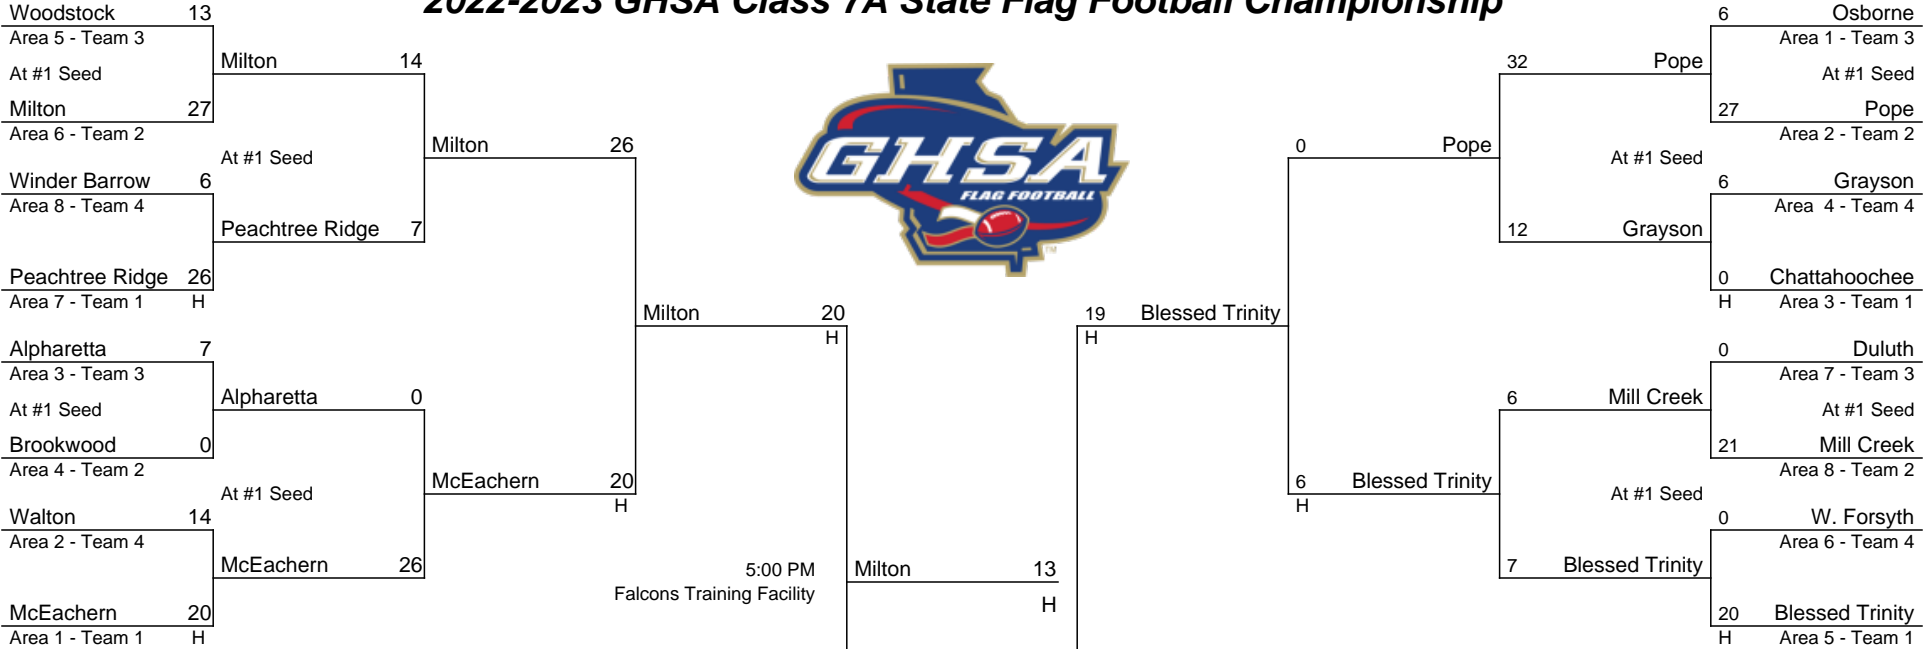 2022-2023 GHSA Class 7A State Flag Football Championship
Woodstock 13
Area 5 - Team 3
At #1 Seed
Milton 27
Area 6 - Team 2
Winder Barrow 6
Area 8 - Team 4
Peachtree Ridge 26
Area 7 - Team 1 H
Alpharetta 7
Area 3 - Team 3
At #1 Seed
Brookwood 0
Area 4 - Team 2
Walton 14
Area 2 - Team 4
McEachern 20
Area 1 - Team 1 H
Milton 14
At #1 Seed
Peachtree Ridge 7
Alpharetta 0
At #1 Seed
McEachern 26
Milton 26
McEachern 20
H
Milton 20
H
5:00 PM
Falcons Training Facility
Milton 13
H
GHSA
FLAG FOOTBALL
TM
19 Blessed Trinity
H
0 Pope
6 Blessed Trinity
H
32 Pope
At #1 Seed
12 Grayson
6 Mill Creek
At #1 Seed
7 Blessed Trinity
6 Osborne
Area 1 - Team 3
At #1 Seed
27 Pope
Area 2 - Team 2
6 Grayson
Area  4 - Team 4
0 Chattahoochee
H Area 3 - Team 1
0 Duluth
Area 7 - Team 3
At #1 Seed
21 Mill Creek
Area 8 - Team 2
0 W. Forsyth
Area 6 - Team 4
20 Blessed Trinity
H Area 5 - Team 1